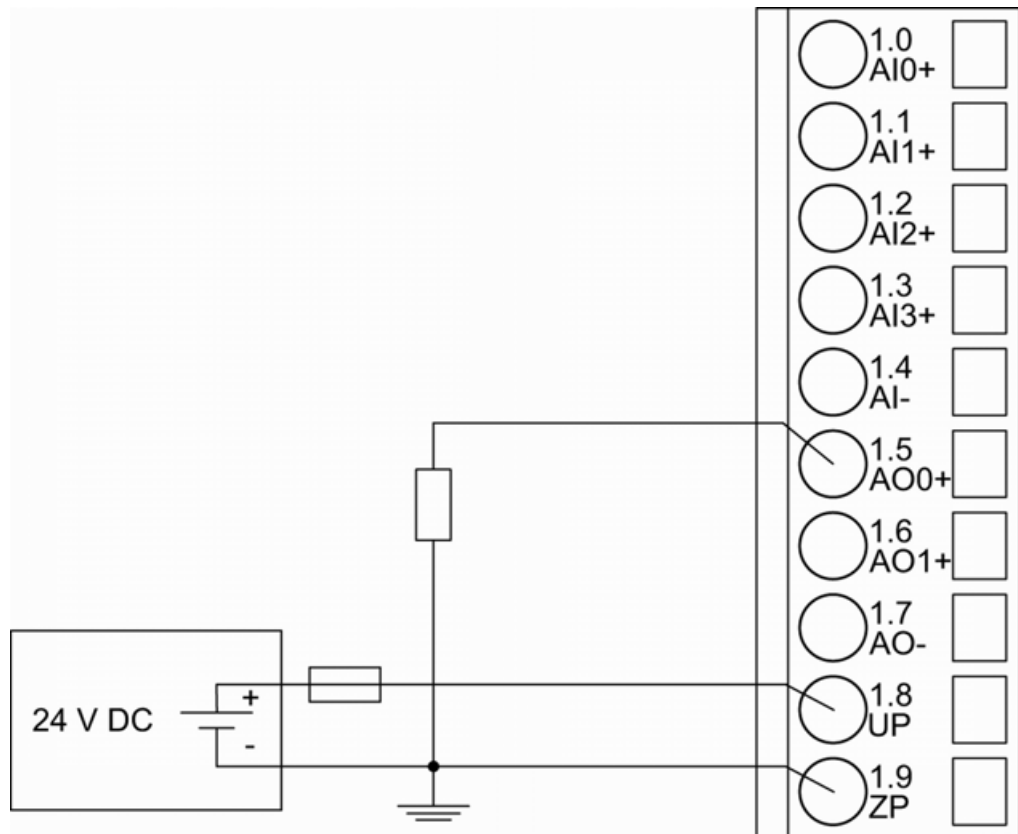 1.0
AI0+
1.1
AI1+
1.2
AI2+
1.3
AI3+
1.4
AI-
1.5
AO0+
1.6
AO1+
1.7
AO-
24 V DC
+
-
1.8
UP
1.9
ZP